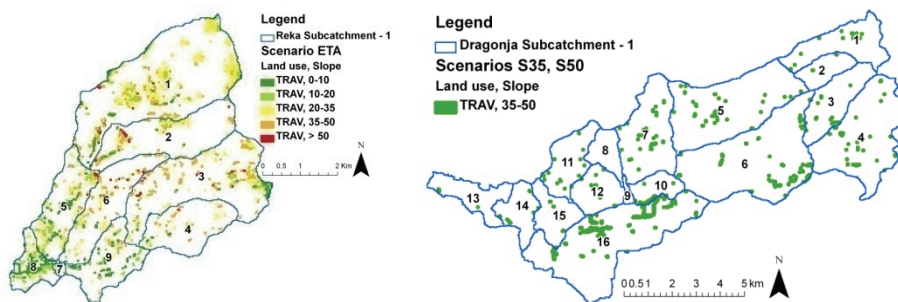 Legend
Reka Subcatchment - 1
Scenario ETA
Land use, Slope
TRAV, 0-10
TRAV, 10-20
TRAV, 20-35
TRAV, 35-50
TRAV, > 50
0 0.5 1 2 Km
N
1
2
3
4
5
6
7
8
9
Legend
Dragonja Subcatchment - 1
Scenarios S35, S50
Land use, Slope
TRAV, 35-50
1
2
3
4
5
6
7
8
9
10
11
12
13
14
15
16
N
0 0.5 1 2 3 4 5 km